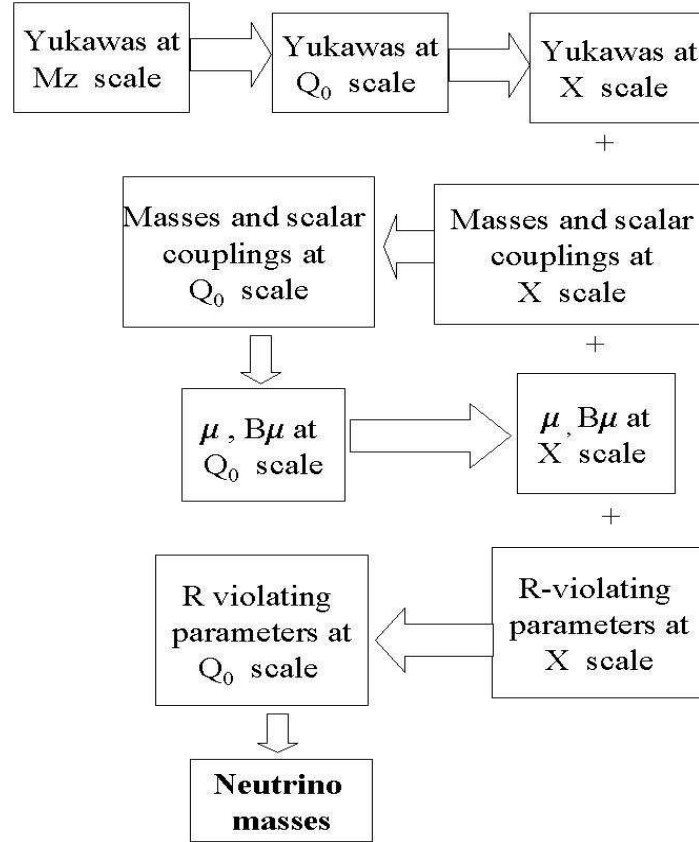 Yukawas at
Mz scale
Yukawas at
Q₀ scale
Yukawas at
X scale
+
Masses and scalar
couplings at
Q₀ scale
Masses and scalar
couplings at
X scale
+
μ , Bμ at
Q₀ scale
μ , Bμ at
X scale
+
R violating
parameters at
Q₀ scale
R-violating
parameters at
X scale
Neutrino
masses